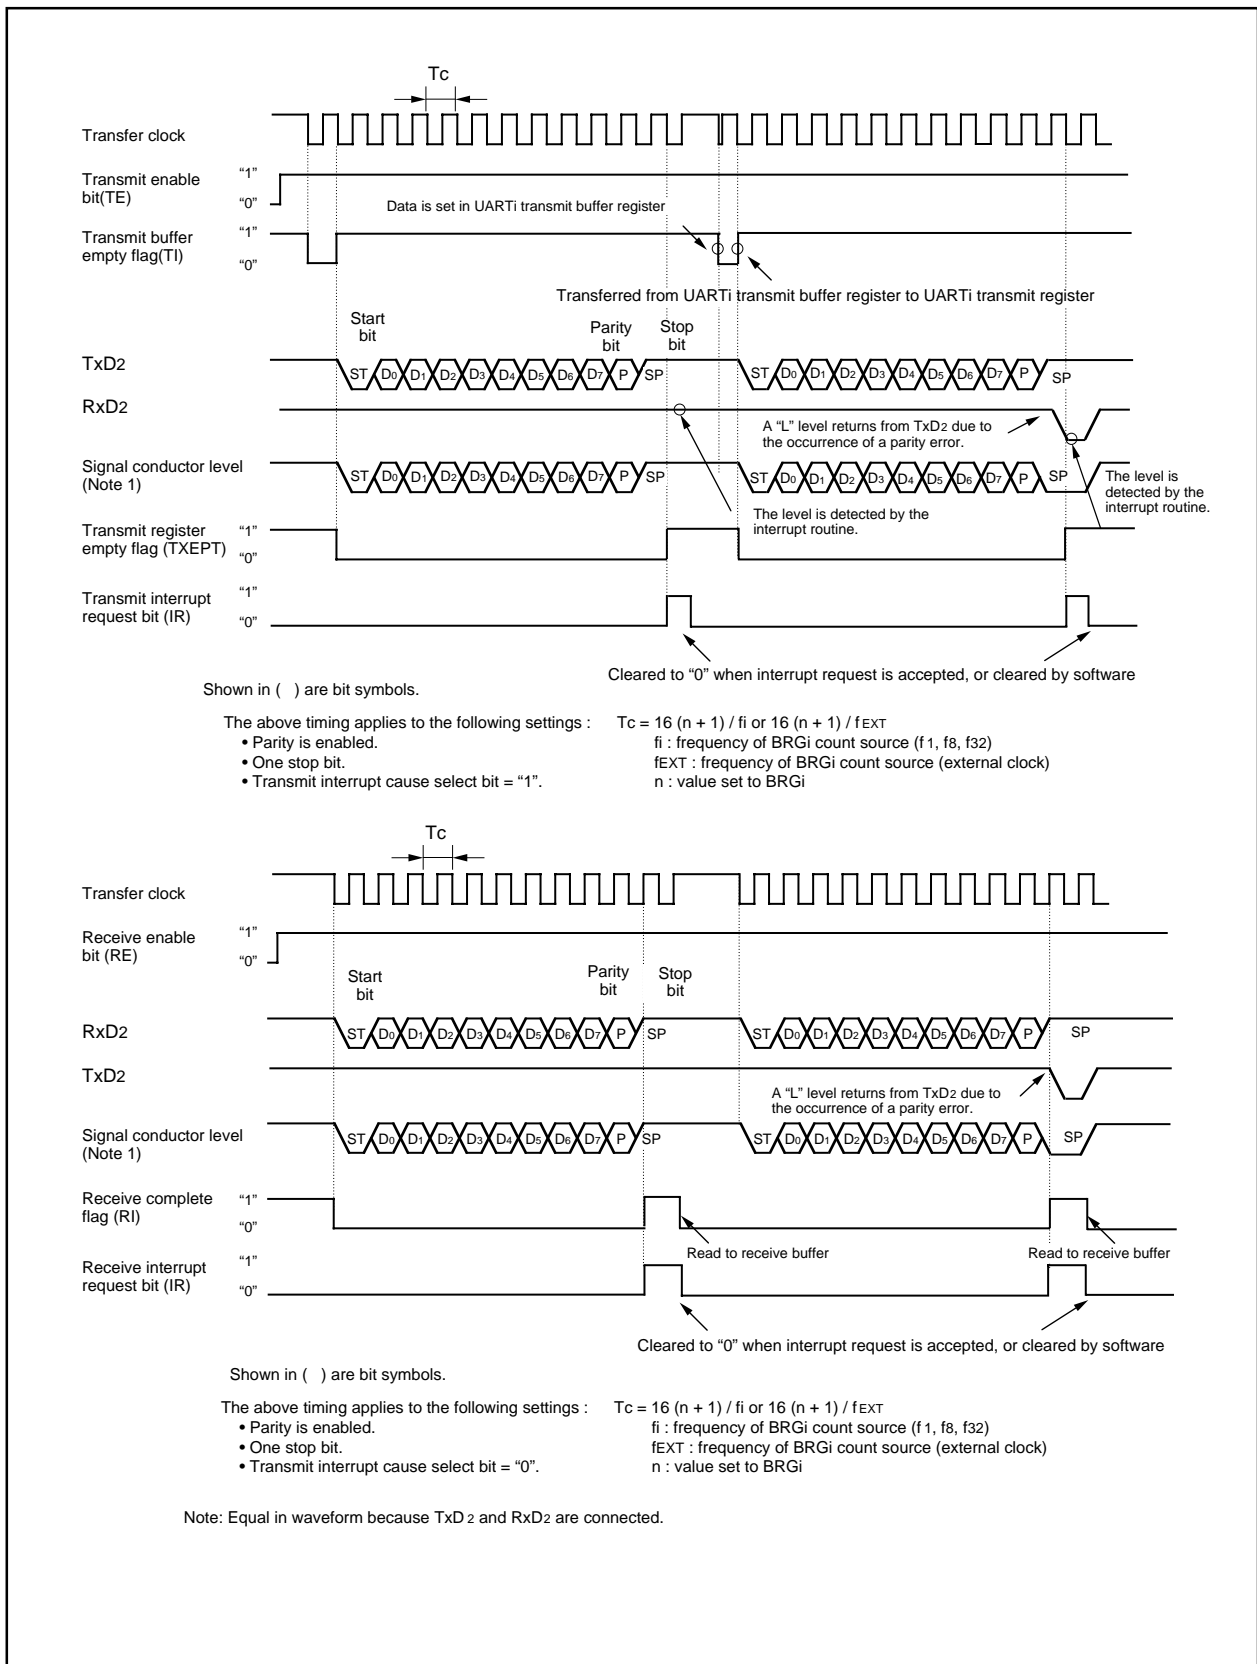 Tc
Transfer clock
Transmit enable
bit(TE)
“1”
“0”
Data is set in UARTi transmit buffer register
Transmit buffer
empty flag(TI)
“1”
“0”
Transferred from UARTi transmit buffer register to UARTi transmit register
Start
bit
Parity
bit
Stop
bit
TxD2
ST D0 D1 D2 D3 D4 D5 D6 D7 P SP
ST D0 D1 D2 D3 D4 D5 D6 D7 P SP
RxD2
A “L” level returns from TxD2 due to
the occurrence of a parity error.
Signal conductor level
(Note 1)
ST D0 D1 D2 D3 D4 D5 D6 D7 P SP
ST D0 D1 D2 D3 D4 D5 D6 D7 P SP
The level is
detected by the
interrupt routine.
The level is detected by the
interrupt routine.
Transmit register
empty flag (TXEPT)
“1”
“0”
Transmit interrupt
request bit (IR)
“1”
“0”
Cleared to “0” when interrupt request is accepted, or cleared by software
Shown in ( ) are bit symbols.
The above timing applies to the following settings :
• Parity is enabled.
• One stop bit.
• Transmit interrupt cause select bit = “1”.
Tc = 16 (n + 1) / fi or 16 (n + 1) / fEXT
fi : frequency of BRGi count source (f1, f8, f32)
fEXT : frequency of BRGi count source (external clock)
n : value set to BRGi
Tc
Transfer clock
Receive enable
bit (RE)
“1”
“0”
Start
bit
Parity
bit
Stop
bit
RxD2
ST D0 D1 D2 D3 D4 D5 D6 D7 P SP
ST D0 D1 D2 D3 D4 D5 D6 D7 P SP
TxD2
A “L” level returns from TxD2 due to
the occurrence of a parity error.
Signal conductor level
(Note 1)
ST D0 D1 D2 D3 D4 D5 D6 D7 P SP
ST D0 D1 D2 D3 D4 D5 D6 D7 P SP
Receive complete
flag (RI)
“1”
“0”
Read to receive buffer
Read to receive buffer
Receive interrupt
request bit (IR)
“1”
“0”
Cleared to “0” when interrupt request is accepted, or cleared by software
Shown in ( ) are bit symbols.
The above timing applies to the following settings :
• Parity is enabled.
• One stop bit.
• Transmit interrupt cause select bit = “0”.
Tc = 16 (n + 1) / fi or 16 (n + 1) / fEXT
fi : frequency of BRGi count source (f1, f8, f32)
fEXT : frequency of BRGi count source (external clock)
n : value set to BRGi
Note: Equal in waveform because TxD2 and RxD2 are connected.